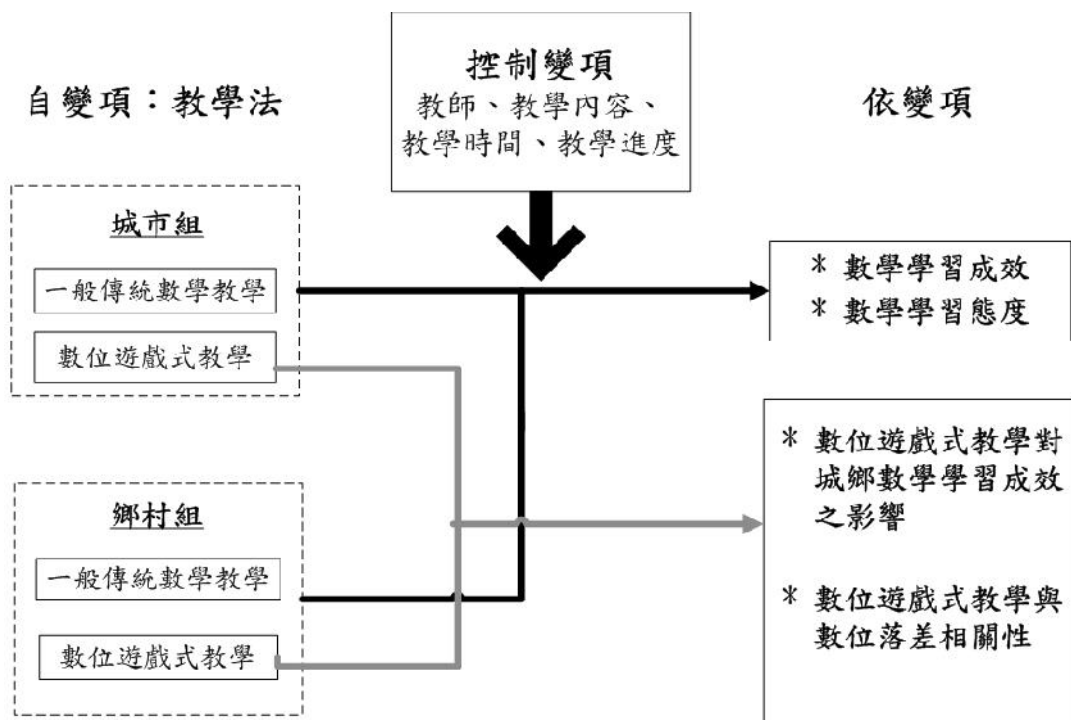 自變項：教學法
控制變項
教師、教學內容、
教學時間、教學進度
依變項
城市組
一般傳統數學教學
數位遊戲式教學
鄉村組
一般傳統數學教學
數位遊戲式教學
* 數學學習成效
* 數學學習態度
* 數位遊戲式教學對
城鄉數學學習成效
之影響
* 數位遊戲式教學與
數位落差相關性